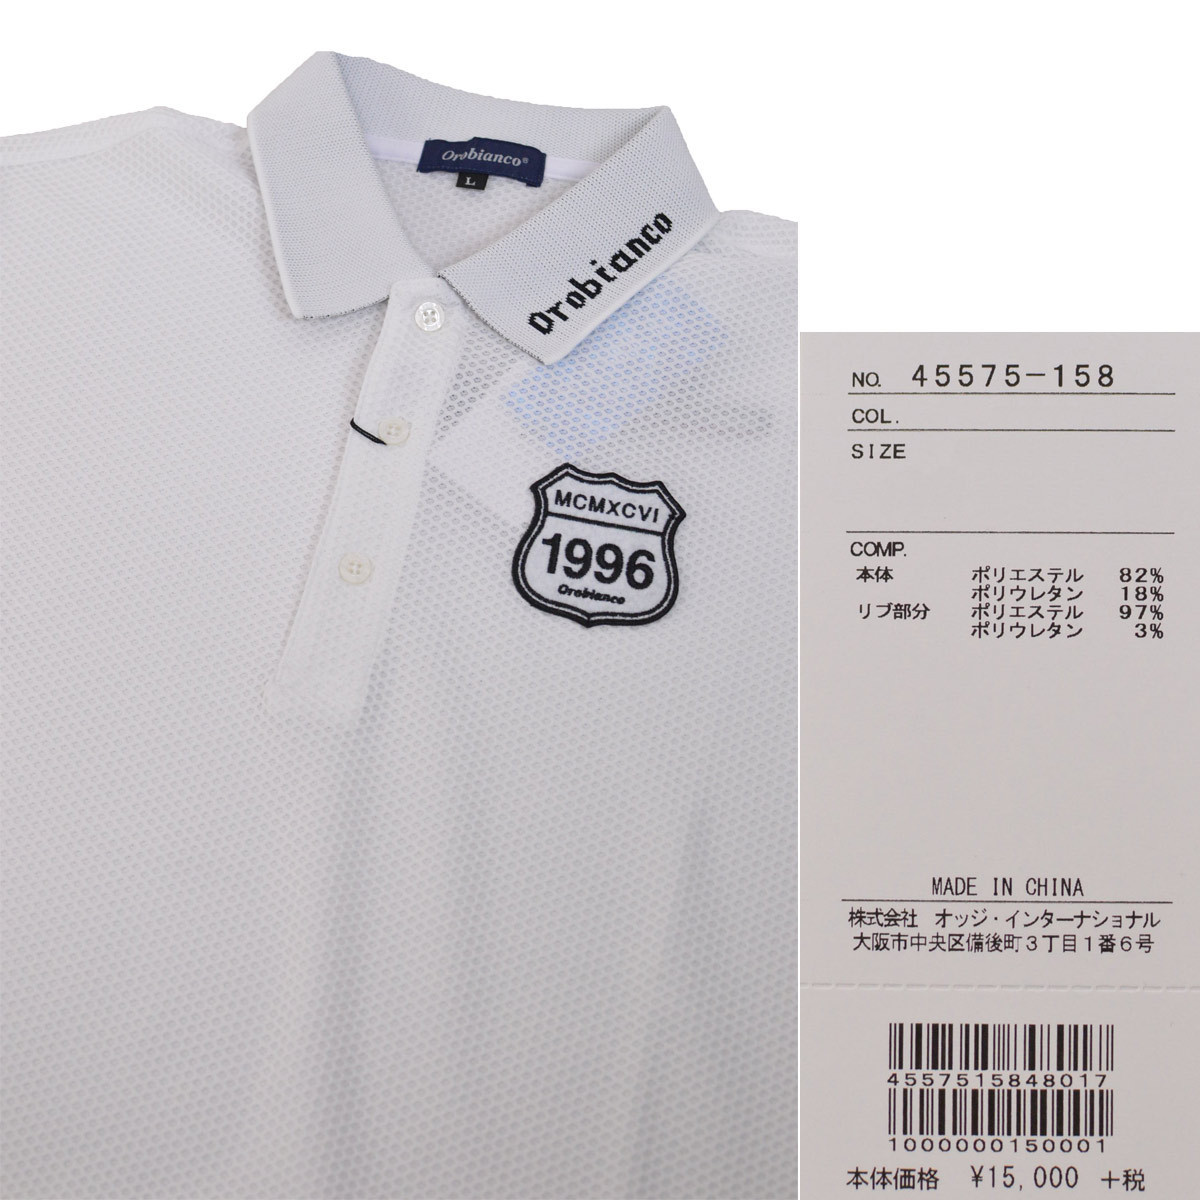 Orobianco®
L
Orobianco
MCMXCVI
1996
Orobianco
NO. 45575-158
COL.
SIZE
COMP.
本体 ポリエステル 82%
ポリウレタン 18%
リブ部分 ポリエステル 97%
ポリウレタン 3%
MADE IN CHINA
株式会社 オッジ・インターナショナル
大阪市中央区備後町3丁目1番6号
4557515848017
1000000150001
本体価格 ¥15,000 +税